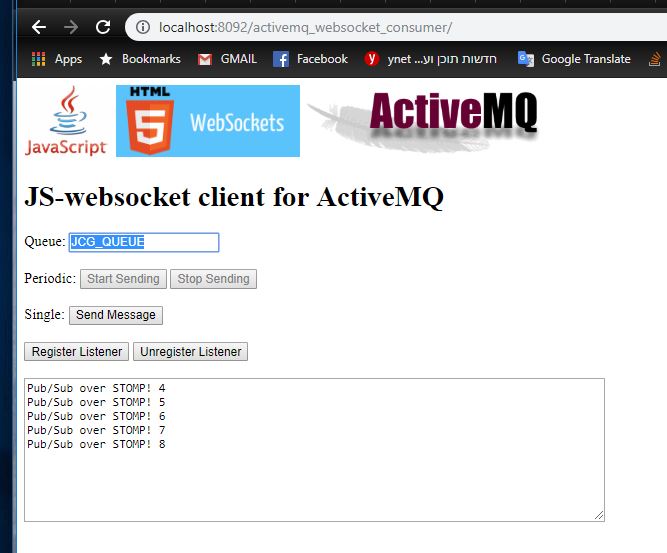 localhost:8092/activemq_websocket_consumer/
Apps Bookmarks GMAIL Facebook ynet חדשות תוכן וע... Google Translate
JavaScript
HTML
5 WebSockets
ActiveMQ
JS-websocket client for ActiveMQ
Queue: JCG_QUEUE
Periodic: Start Sending Stop Sending
Single: Send Message
Register Listener Unregister Listener
Pub/Sub over STOMP! 4
Pub/Sub over STOMP! 5
Pub/Sub over STOMP! 6
Pub/Sub over STOMP! 7
Pub/Sub over STOMP! 8